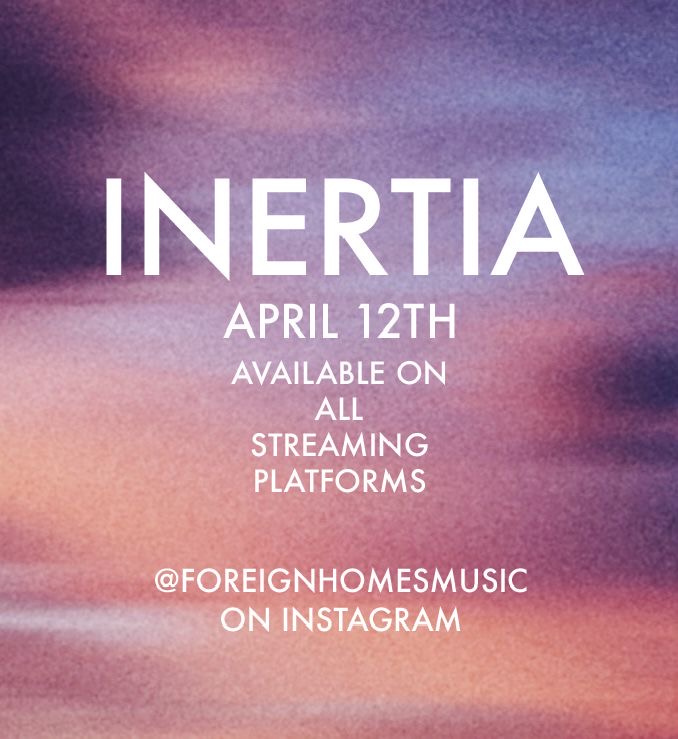 INERTIA
APRIL 12TH
AVAILABLE ON
ALL
STREAMING
PLATFORMS
@FOREIGNHOMESMUSIC
ON INSTAGRAM